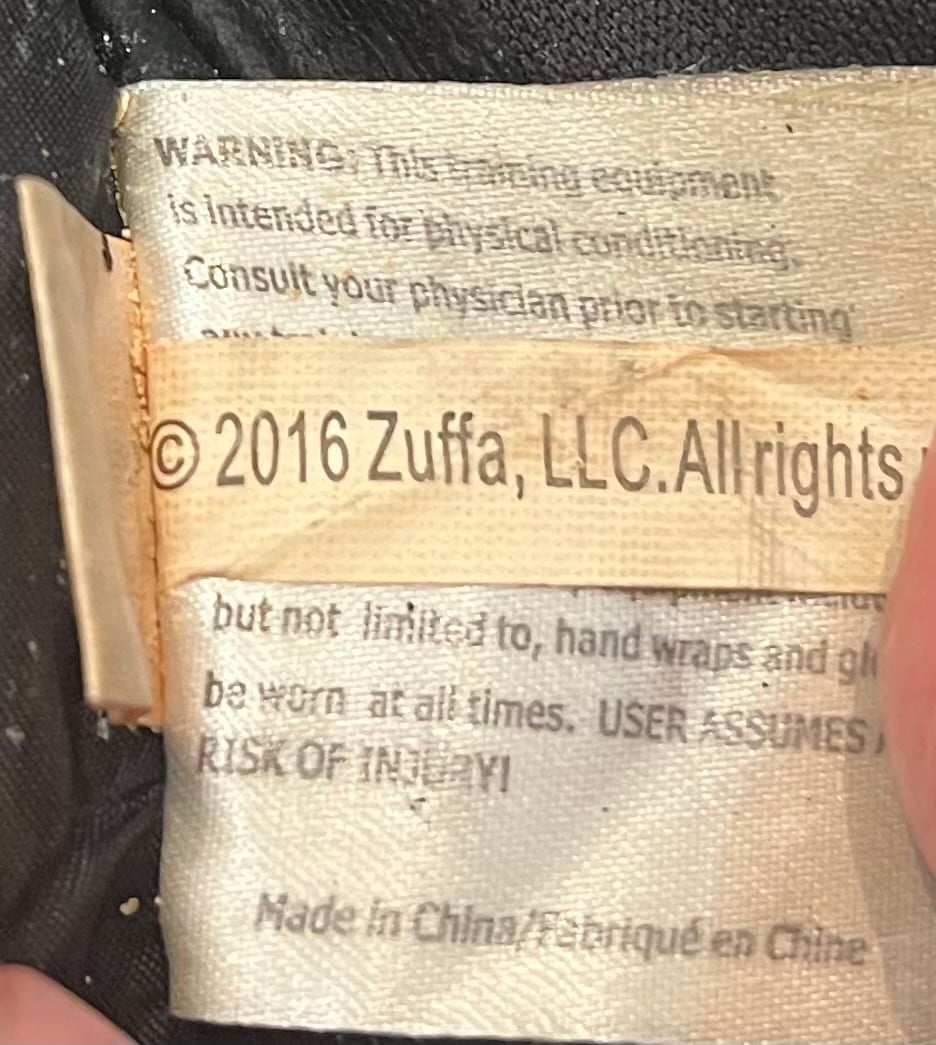 WARNING: This training equipment
is intended for physical conditioning.
Consult your physician prior to starting
© 2016 Zuffa, LLC. All rights
but not limited to, hand wraps and
be worn at all times. USER ASSUMES
RISK OF INJURY!
Made in China/Fabriqué en Chine